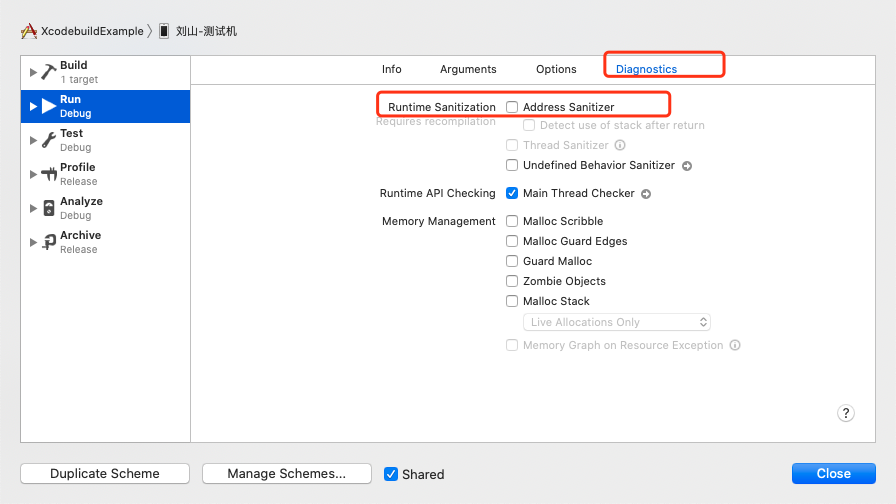 XcodebuildExample 刘山-测试机
Build
1 target
Run
Debug
Test
Debug
Profile
Release
Analyze
Debug
Archive
Release
Info Arguments Options Diagnostics
Runtime Sanitization Address Sanitizer
Requires recompilation Detect use of stack after return
Thread Sanitizer
Undefined Behavior Sanitizer
Runtime API Checking Main Thread Checker
Memory Management Malloc Scribble
Malloc Guard Edges
Guard Malloc
Zombie Objects
Malloc Stack
Live Allocations Only
Memory Graph on Resource Exception
?
Duplicate Scheme Manage Schemes... Shared Close